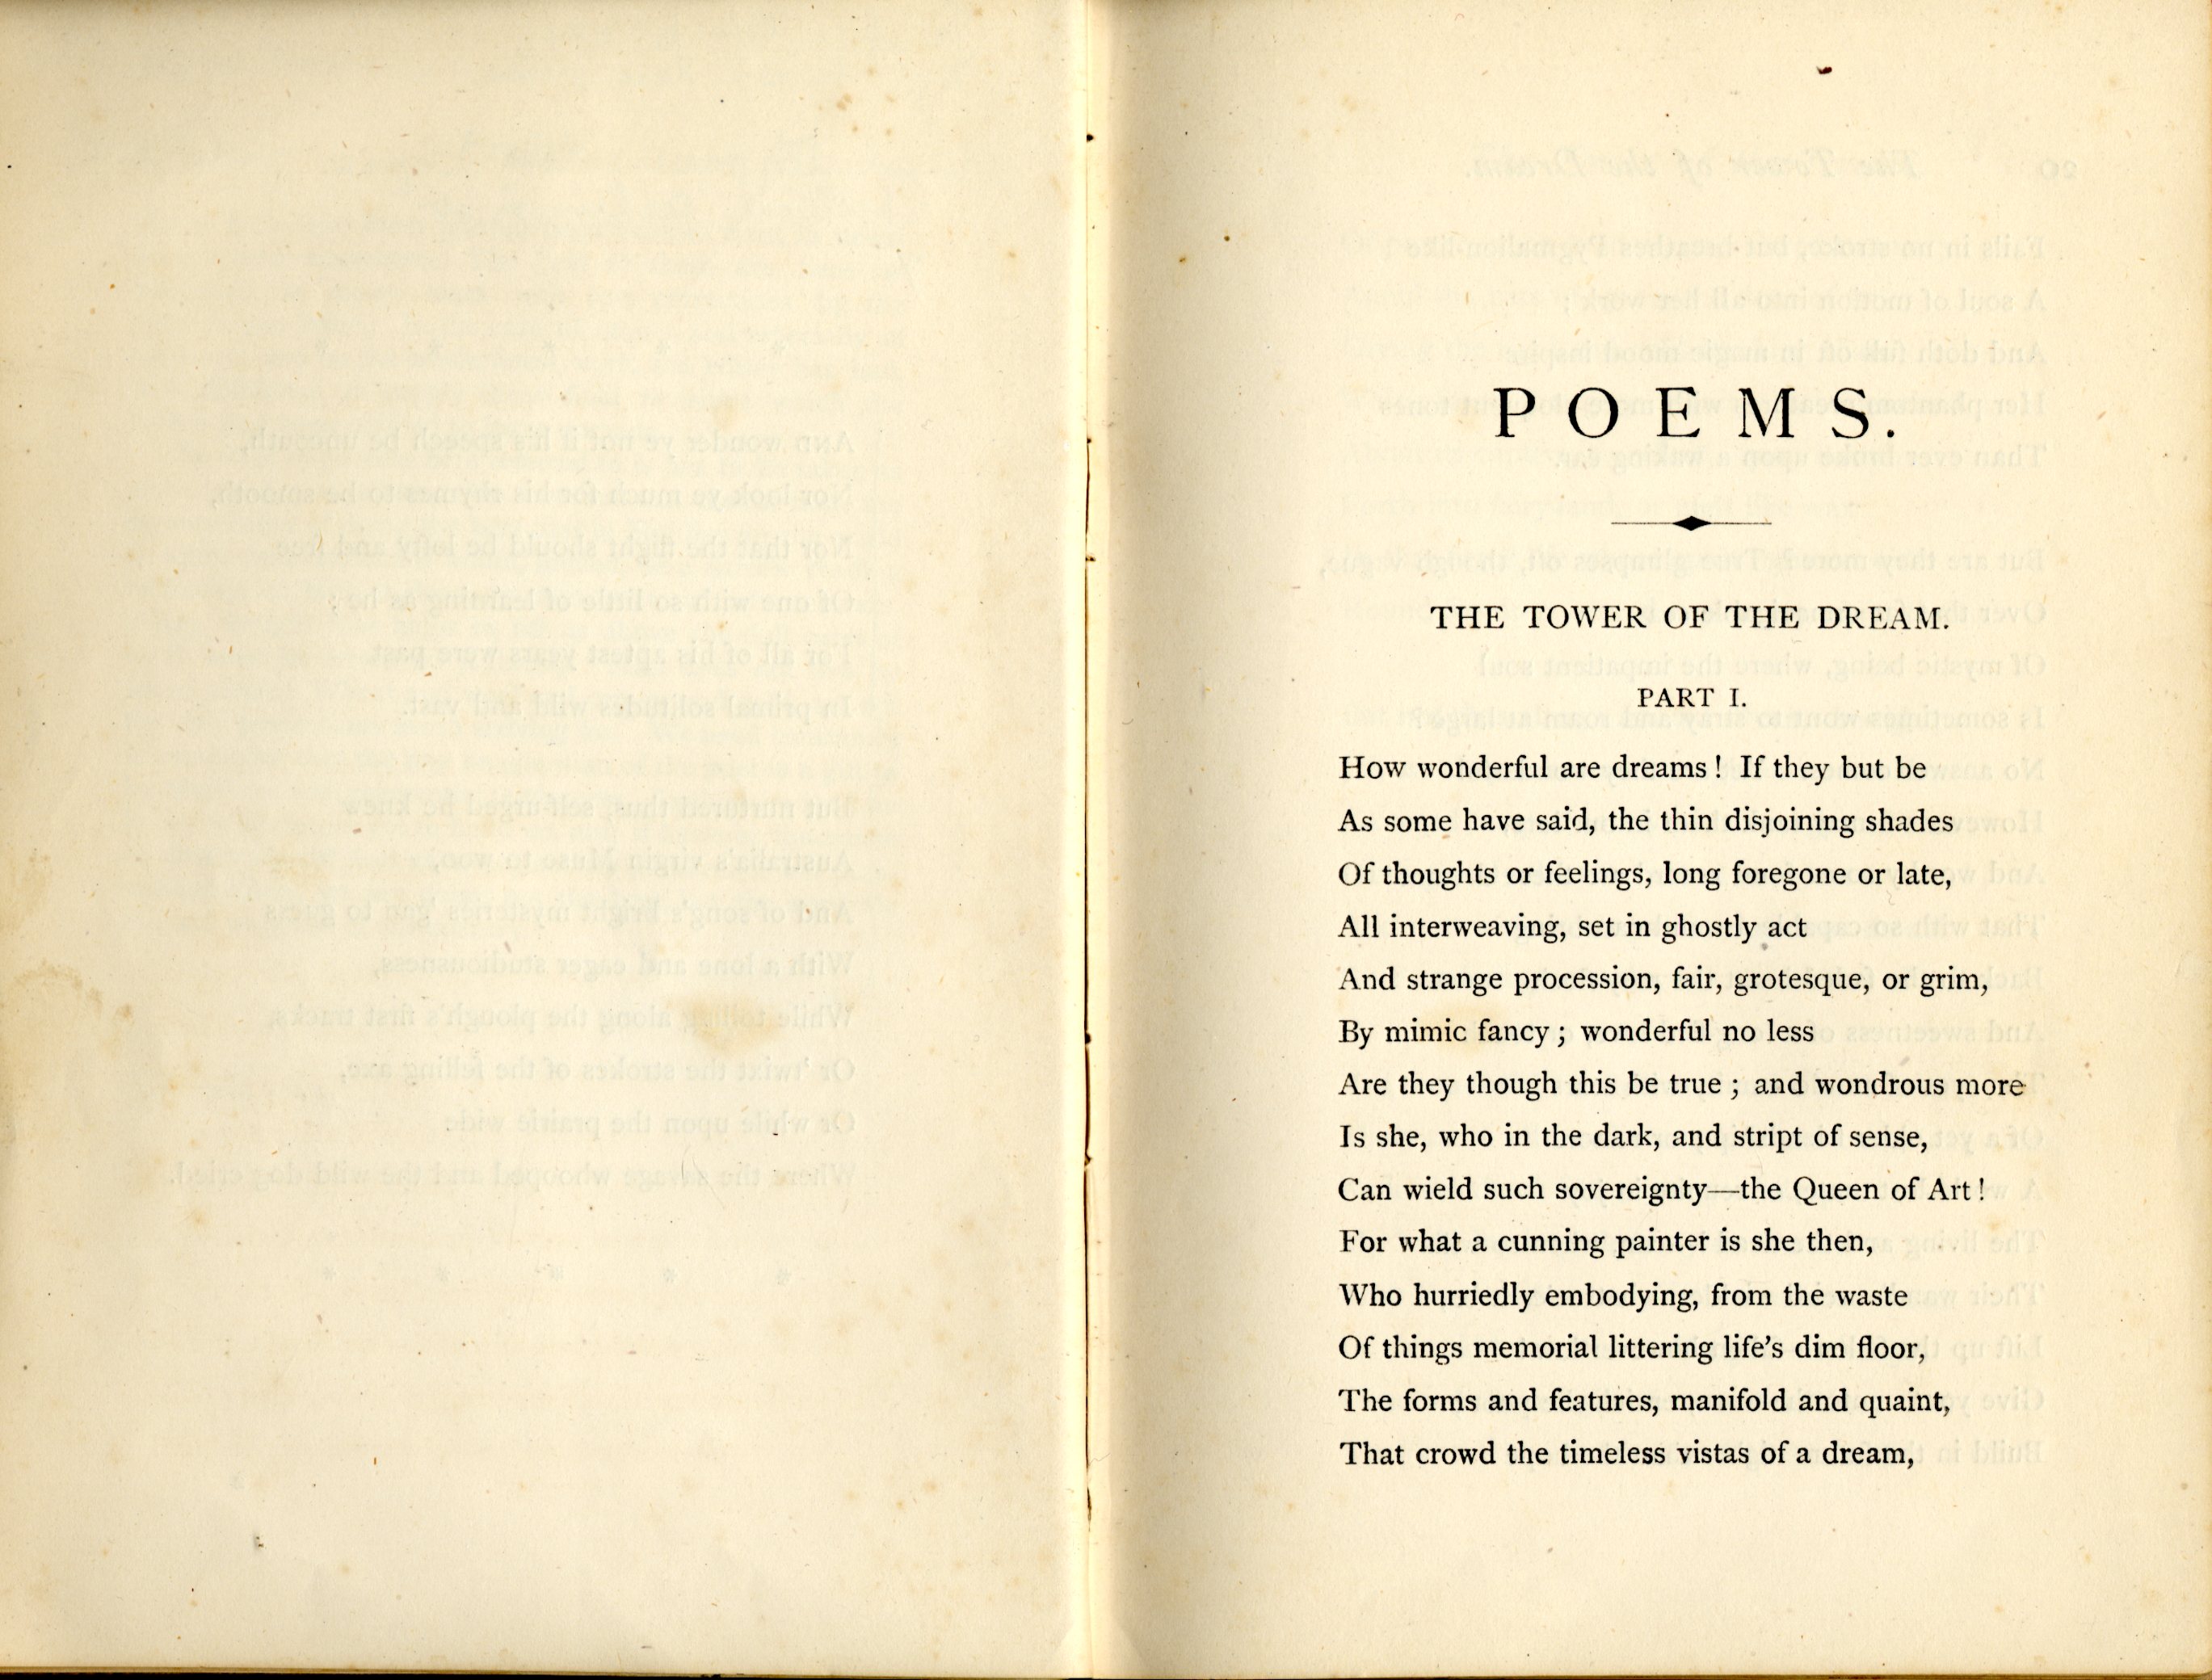 POEMS.
THE TOWER OF THE DREAM.
PART I.
How wonderful are dreams! If they but be
As some have said, the thin disjoining shades
Of thoughts or feelings, long foregone or late,
All interweaving, set in ghostly act
And strange procession, fair, grotesque, or grim,
By mimic fancy; wonderful no less
Are they though this be true; and wondrous more
Is she, who in the dark, and stript of sense,
Can wield such sovereignty—the Queen of Art!
For what a cunning painter is she then,
Who hurriedly embodying, from the waste
Of things memorial littering life's dim floor,
The forms and features, manifold and quaint,
That crowd the timeless vistas of a dream,